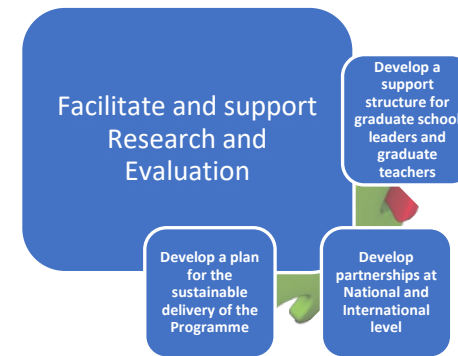 Facilitate and support
Research and
Evaluation
Develop a
support
structure for
graduate school
leaders and
graduate
teachers
Develop a plan
for the
sustainable
delivery of the
Programme
Develop
partnerships at
National and
International
level